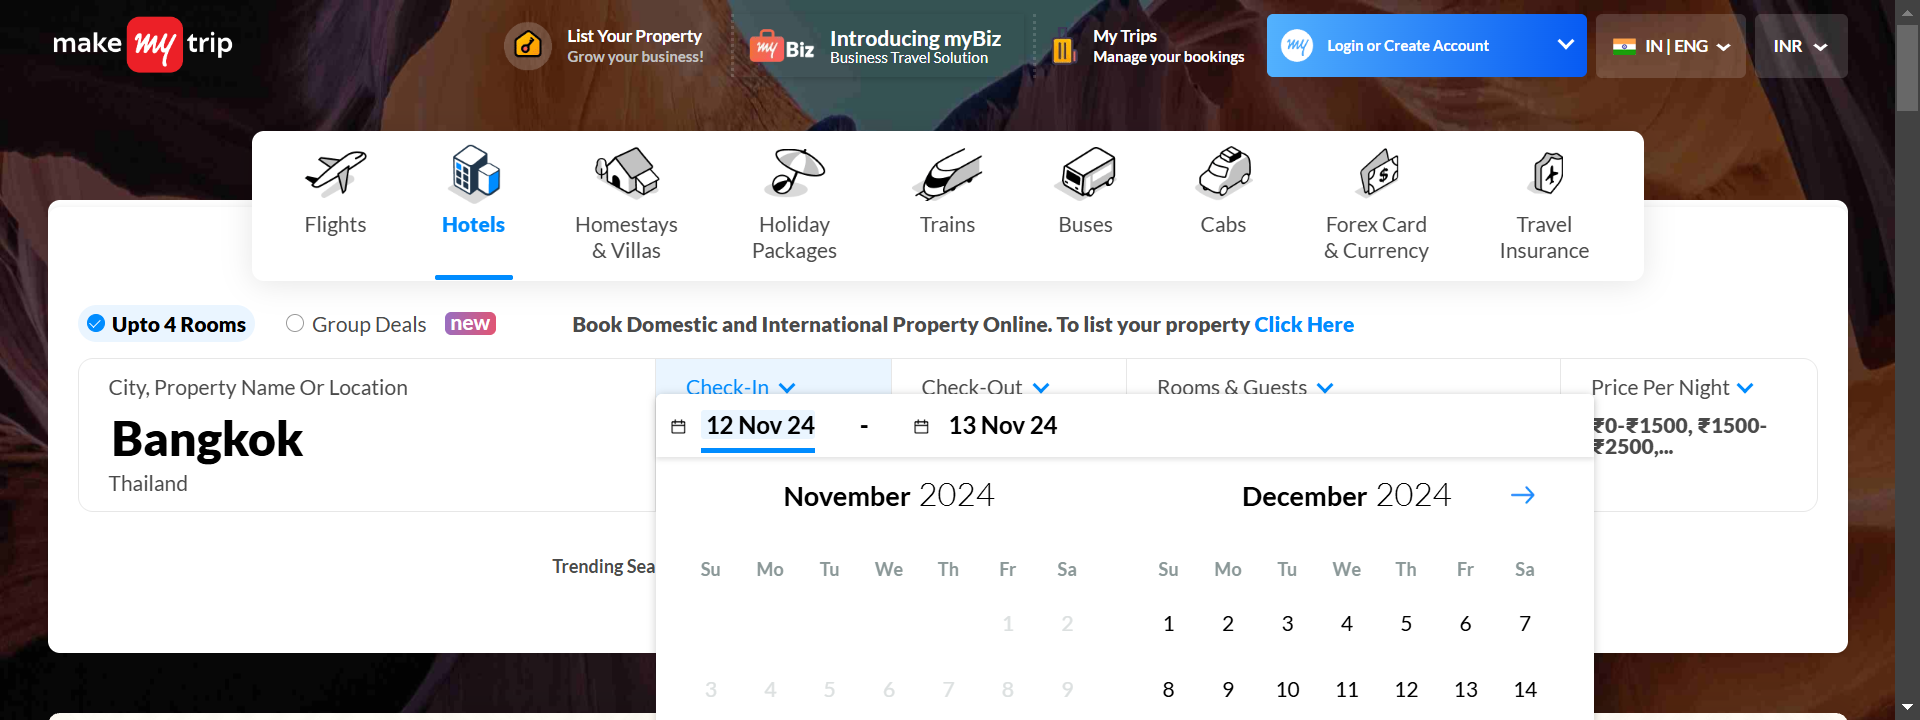 make my trip
List Your Property
Grow your business!
my Biz
Introducing myBiz
Business Travel Solution
My Trips
Manage your bookings
my Login or Create Account
IN | ENG
INR
Flights
Hotels
Homestays
& Villas
Holiday
Packages
Trains
Buses
Cabs
Forex Card
& Currency
Travel
Insurance
Upto 4 Rooms
Group Deals
new
Book Domestic and International Property Online. To list your property Click Here
City, Property Name Or Location
Bangkok
Thailand
Check-In
Check-Out
Rooms & Guests
Price Per Night
₹0-₹1500, ₹1500-
₹2500,...
12 Nov 24 - 13 Nov 24
November 2024
December 2024
Su Mo Tu We Th Fr Sa
1 2
3 4 5 6 7 8 9
Su Mo Tu We Th Fr Sa
1 2 3 4 5 6 7
8 9 10 11 12 13 14
Trending Sea